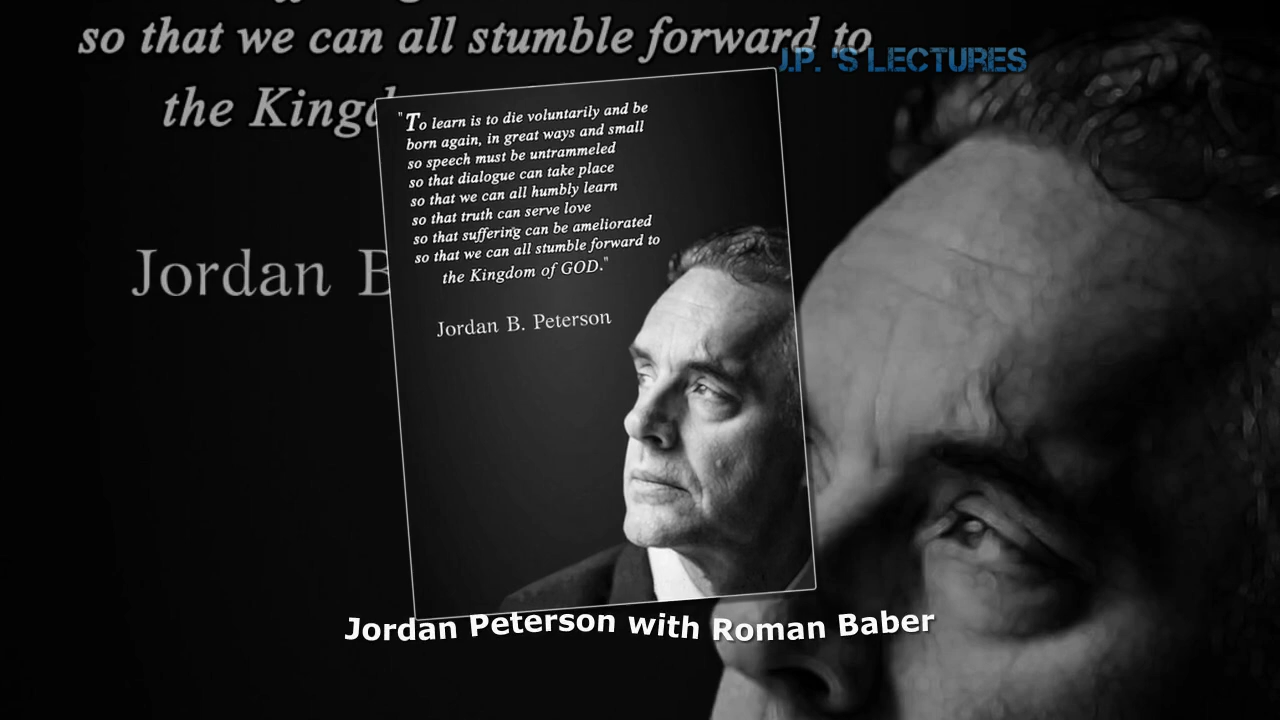 so that we can all stumble forward to
the Kingd
Jordan B
J.P. 'S LECTURES
"To learn is to die voluntarily and be
born again, in great ways and small
so speech must be untrammeled
so that dialogue can take place
so that we can all humbly learn
so that truth can serve love
so that suffering can be ameliorated
so that we can all stumble forward to
the Kingdom of GOD."
Jordan B. Peterson
Jordan Peterson with Roman Baber